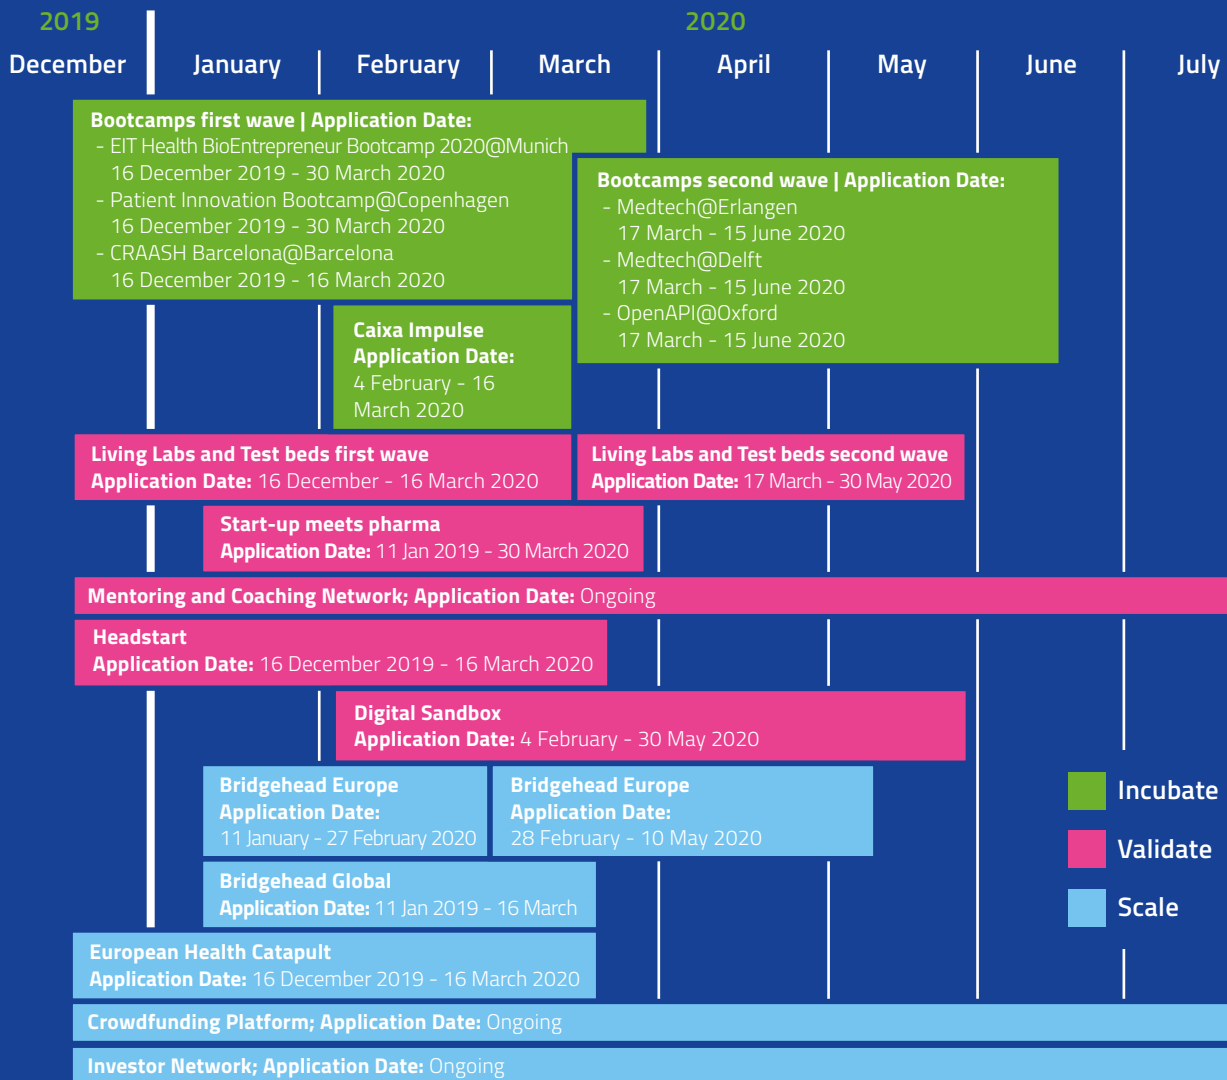 2019
2020
December
January
February
March
April
May
June
July
Bootcamps first wave | Application Date:
- EIT Health BioEntrepreneur Bootcamp 2020@Munich
16 December 2019 - 30 March 2020
- Patient Innovation Bootcamp@Copenhagen
16 December 2019 - 30 March 2020
- CRAASH Barcelona@Barcelona
16 December 2019 - 16 March 2020
Bootcamps second wave | Application Date:
- Medtech@Erlangen
17 March - 15 June 2020
- Medtech@Delft
17 March - 15 June 2020
- OpenAPI@Oxford
17 March - 15 June 2020
Caixa Impulse
Application Date:
4 February - 16
March 2020
Living Labs and Test beds first wave
Application Date: 16 December - 16 March 2020
Living Labs and Test beds second wave
Application Date: 17 March - 30 May 2020
Start-up meets pharma
Application Date: 11 Jan 2019 - 30 March 2020
Mentoring and Coaching Network; Application Date: Ongoing
Headstart
Application Date: 16 December 2019 - 16 March 2020
Digital Sandbox
Application Date: 4 February - 30 May 2020
Bridgehead Europe
Application Date:
11 January - 27 February 2020
Bridgehead Europe
Application Date:
28 February - 10 May 2020
Incubate
Validate
Scale
Bridgehead Global
Application Date: 11 Jan 2019 - 16 March
European Health Catapult
Application Date: 16 December 2019 - 16 March 2020
Crowdfunding Platform; Application Date: Ongoing
Investor Network; Application Date: Ongoing